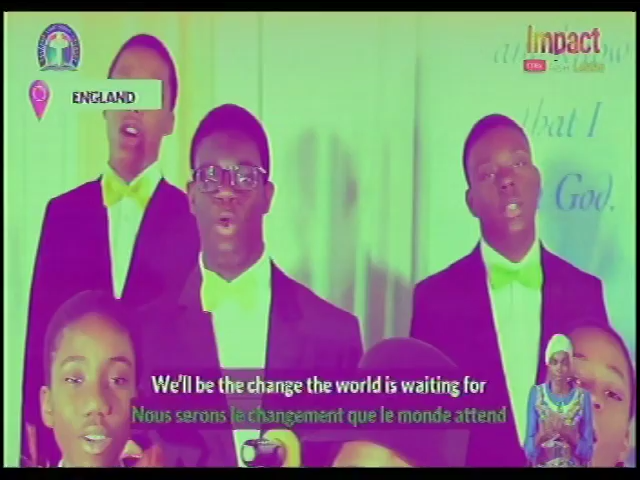 Impact
ENGLAND
that I
God.
We'll be the change the world is waiting for
Nous serons le changement que le monde attend